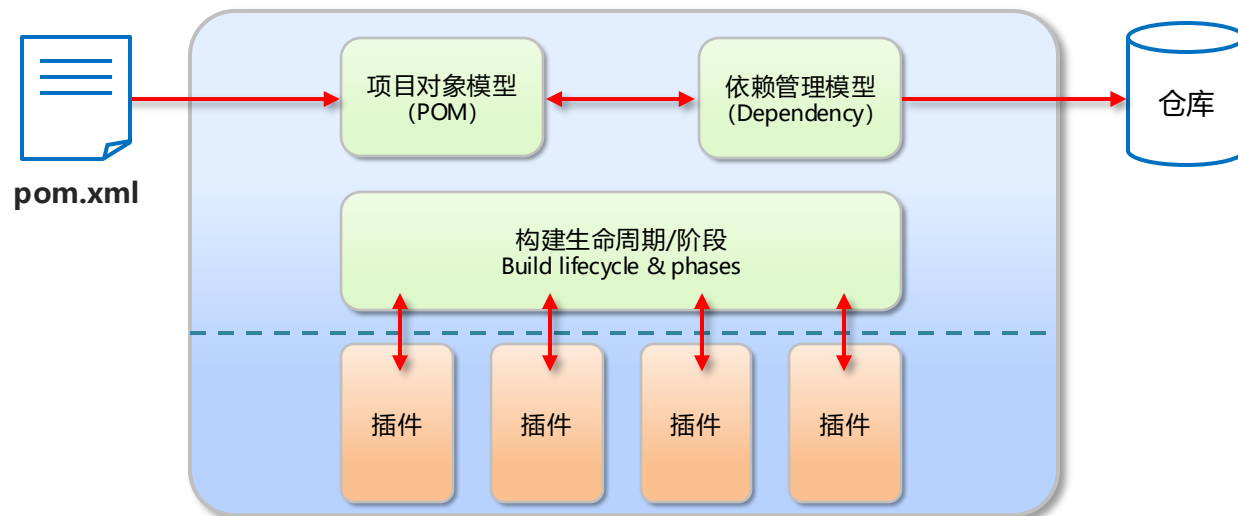 项目对象模型
(POM)
依赖管理模型
(Dependency)
仓库
pom.xml
构建生命周期/阶段
Build lifecycle & phases
插件
插件
插件
插件